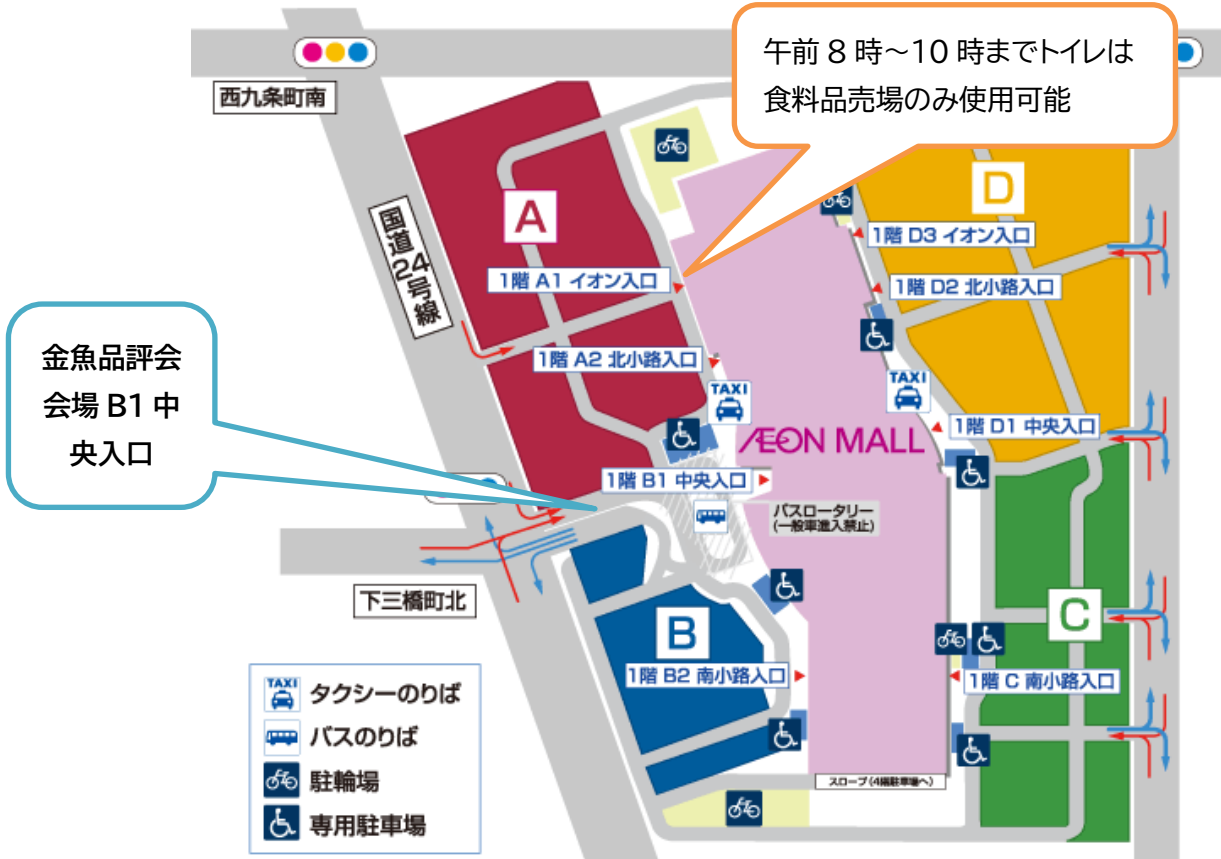 午前8時～10時までトイレは
食料品売場のみ使用可能
西九条町南
国道24号線
A
D
1階 D3 イオン入口
1階 A1 イオン入口
1階 D2 北小路入口
金魚品評会
会場 B1 中
央入口
1階 A2 北小路入口
TAXI
TAXI
1階 D1 中央入口
ÆON MALL
1階 B1 中央入口
バスロータリー
(一般車進入禁止)
下三橋町北
B
C
1階 B2 南小路入口
1階 C 南小路入口
TAXI タクシーのりば
バスのりば
駐輪場
専用駐車場
スロープ(4階駐車場へ)